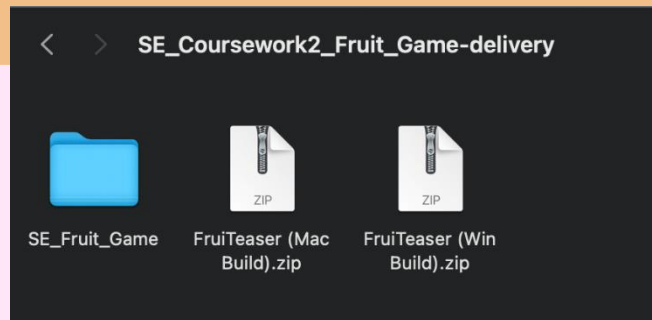 SE_Coursework2_Fruit_Game-delivery
ZIP
ZIP
SE_Fruit_Game
FruiTeaser (Mac
Build).zip
FruiTeaser (Win
Build).zip